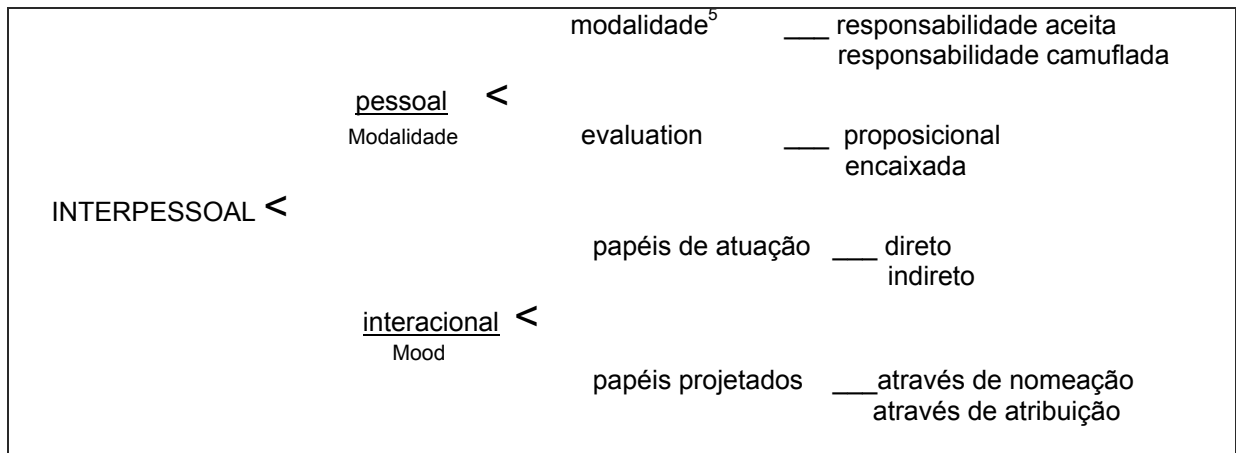 modalidade5 ___ responsabilidade aceita
responsabilidade camuflada
pessoal <
Modalidade
evaluation ___ proposicional
encaixada
INTERPESSOAL <
papéis de atuação ___ direto
indireto
interacional <
Mood
papéis projetados ___através de nomeação
através de atribuição